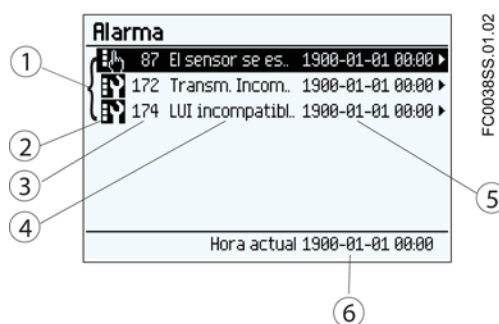 Alarma
87 El sensor se es.. 1900-01-01 00:00
172 Transm. Incom.. 1900-01-01 00:00
174 LUI incompatibl.. 1900-01-01 00:00
Hora actual 1900-01-01 00:00
1
2
3
4
5
6
FC0038SS.01.02